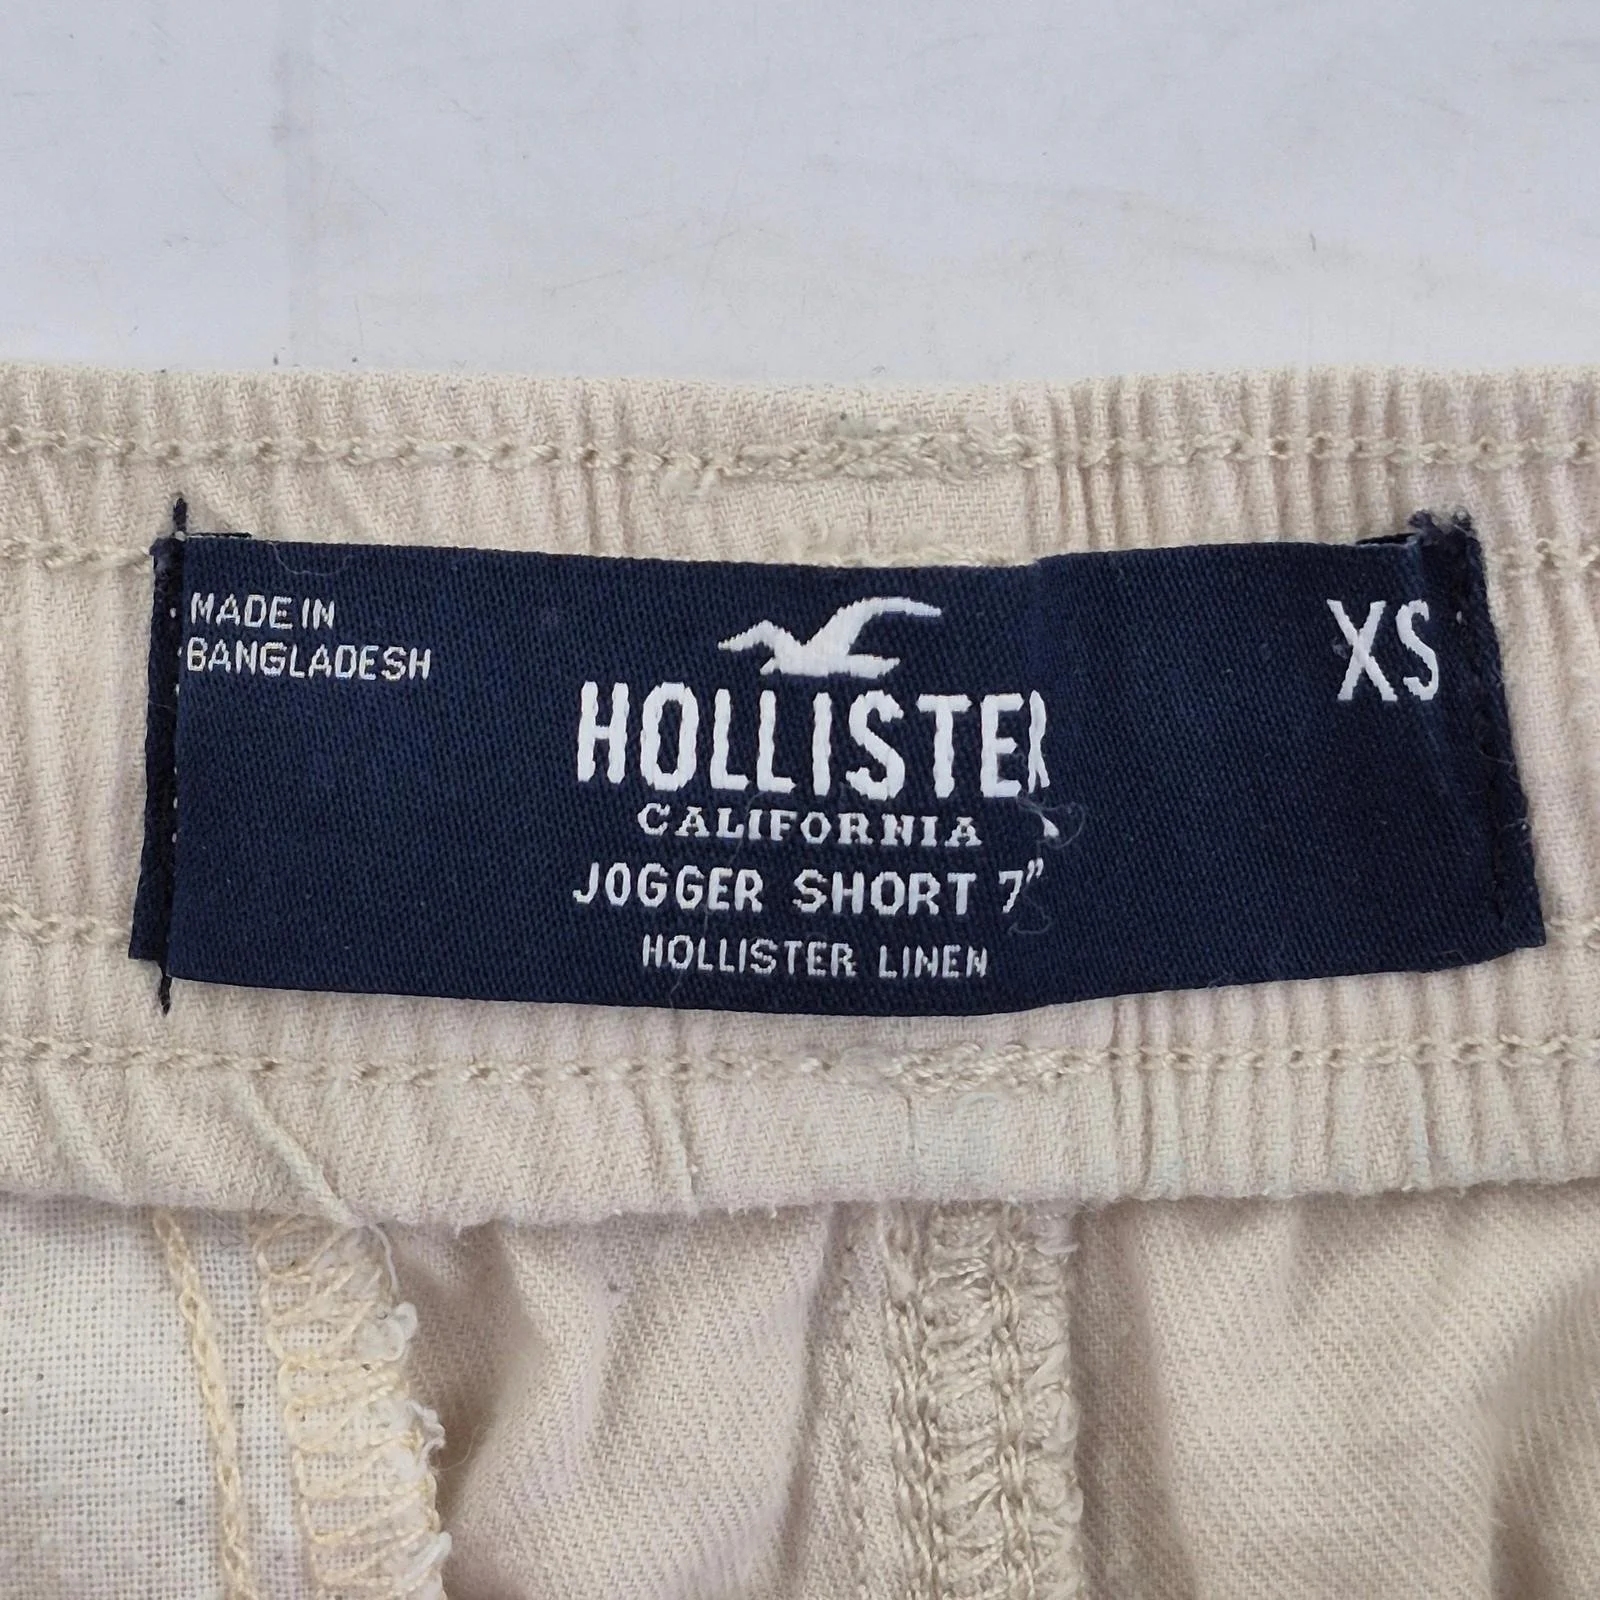 MADE IN
BANGLADESH
XS
HOLLISTER
CALIFORNIA
JOGGER SHORT 7"
HOLLISTER LINEN